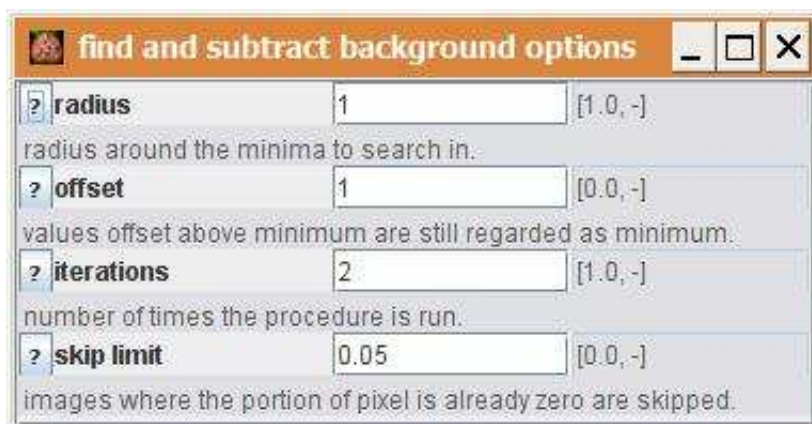 find and subtract background options
? radius 1 [1.0, -]
radius around the minima to search in.
? offset 1 [0.0, -]
values offset above minimum are still regarded as minimum.
? iterations 2 [1.0, -]
number of times the procedure is run.
? skip limit 0.05 [0.0, -]
images where the portion of pixel is already zero are skipped.